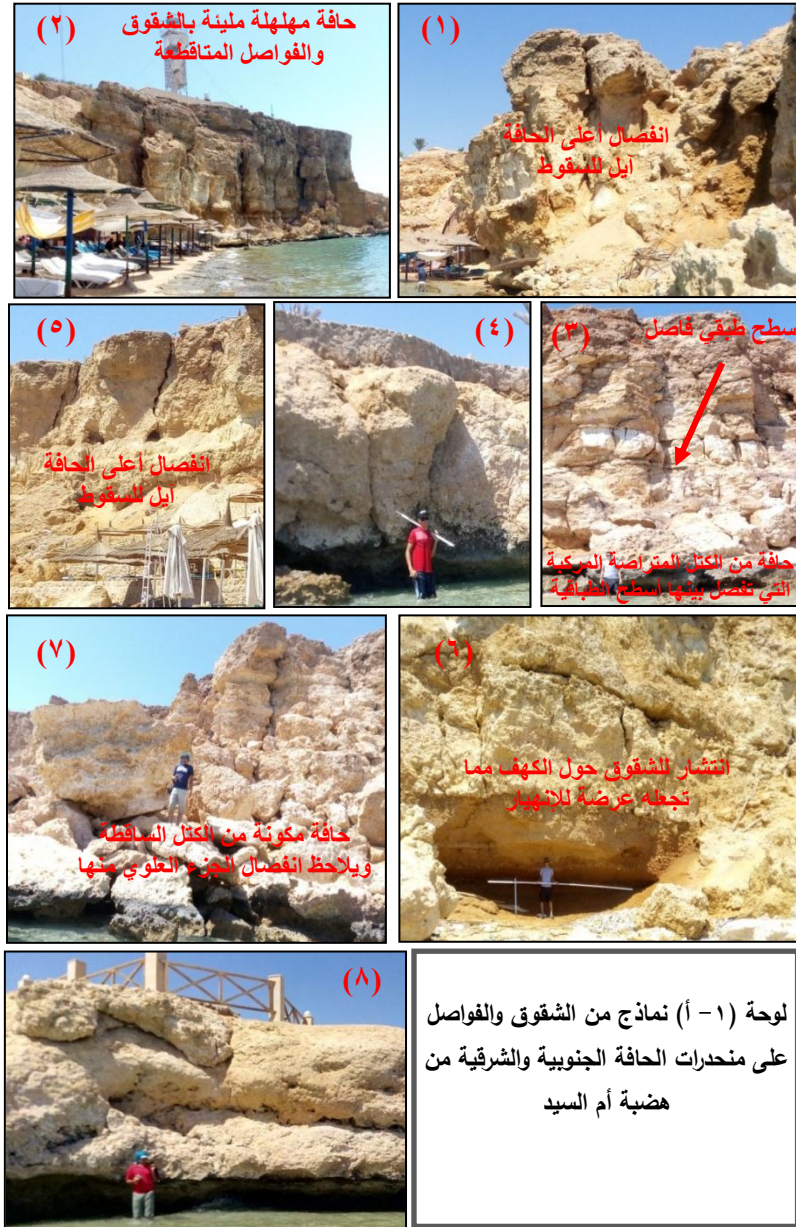 (١)
انفصال أعلى الحافة
آيل للسقوط
(٢)
حافة مهلهلة مليئة بالشقوق
والفواصل المتاقطعة
(٣)
سطح طبقي فاصل
حافة من الكتل المتراصة المركبة
التي تفصل بينها أسطح الطباقية
(٤)
(٥)
انفصال أعلى الحافة
آيل للسقوط
(٦)
انتشار للشقوق حول الكهف مما
تجعله عرضة للانهيار
(٧)
حافة مكونة من الكتل الساقطة
ويلاحظ انفصال الجزء العلوي منها
(٨)
لوحة (١- أ) نماذج من الشقوق والفواصل
على منحدرات الحافة الجنوبية والشرقية من
هضبة أم السيد